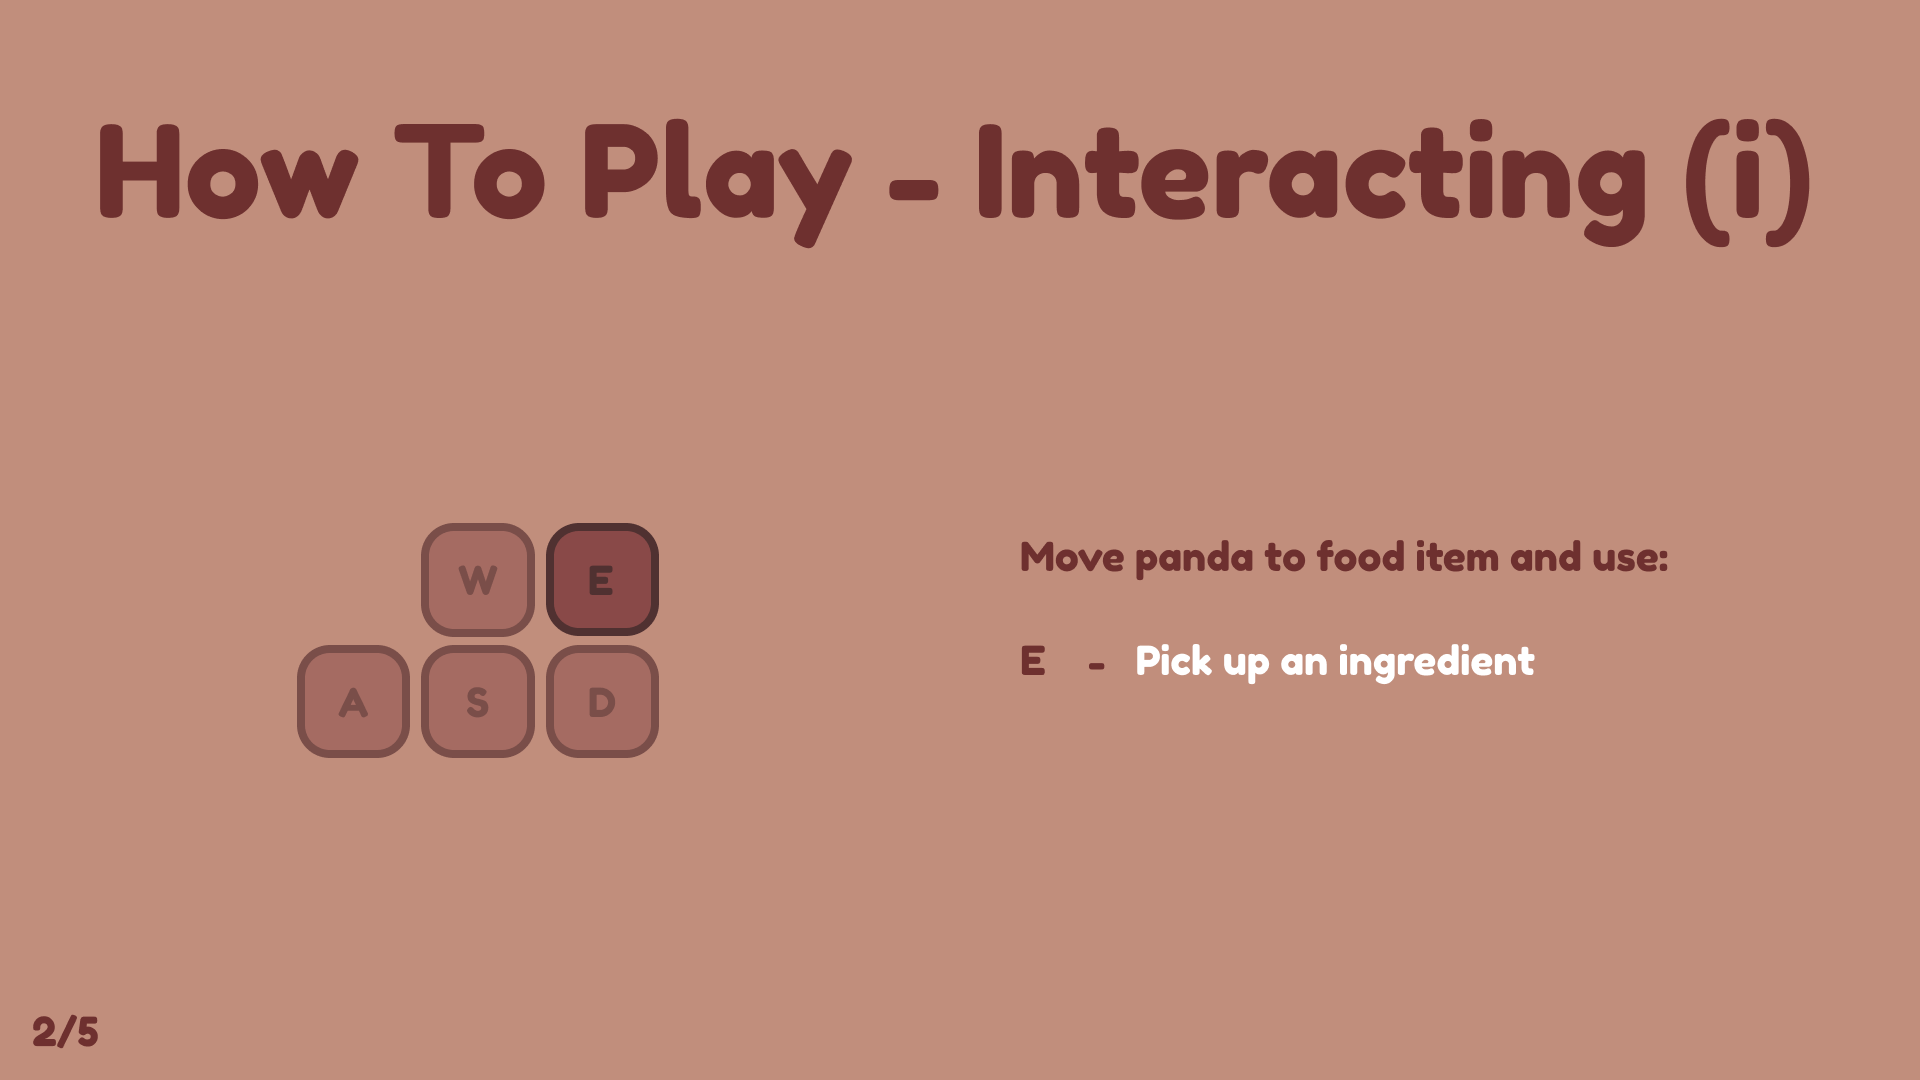 How To Play - Interacting (i)
W E
A S D
Move panda to food item and use:
E - Pick up an ingredient
2/5